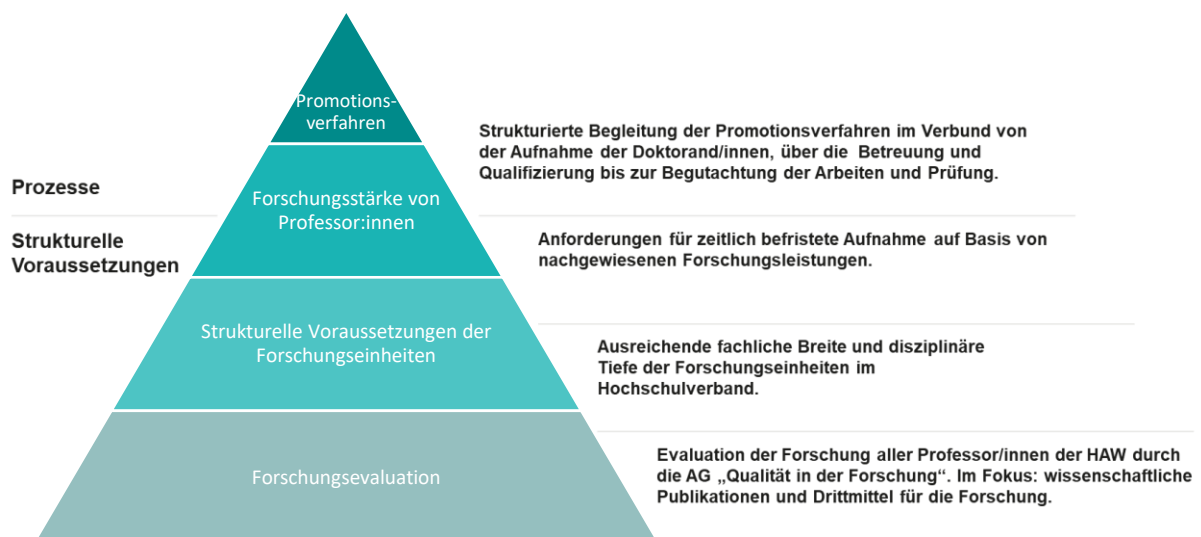 Promotions-
verfahren
Strukturierte Begleitung der Promotionsverfahren im Verbund von
der Aufnahme der Doktorand/innen, über die Betreuung und
Qualifizierung bis zur Begutachtung der Arbeiten und Prüfung.
Prozesse
Forschungsstärke von
Professor:innen
Strukturelle
Voraussetzungen
Anforderungen für zeitlich befristete Aufnahme auf Basis von
nachgewiesenen Forschungsleistungen.
Strukturelle Voraussetzungen der
Forschungseinheiten
Ausreichende fachliche Breite und disziplinäre
Tiefe der Forschungseinheiten im
Hochschulverband.
Forschungsevaluation
Evaluation der Forschung aller Professor/innen der HAW durch
die AG „Qualität in der Forschung“. Im Fokus: wissenschaftliche
Publikationen und Drittmittel für die Forschung.